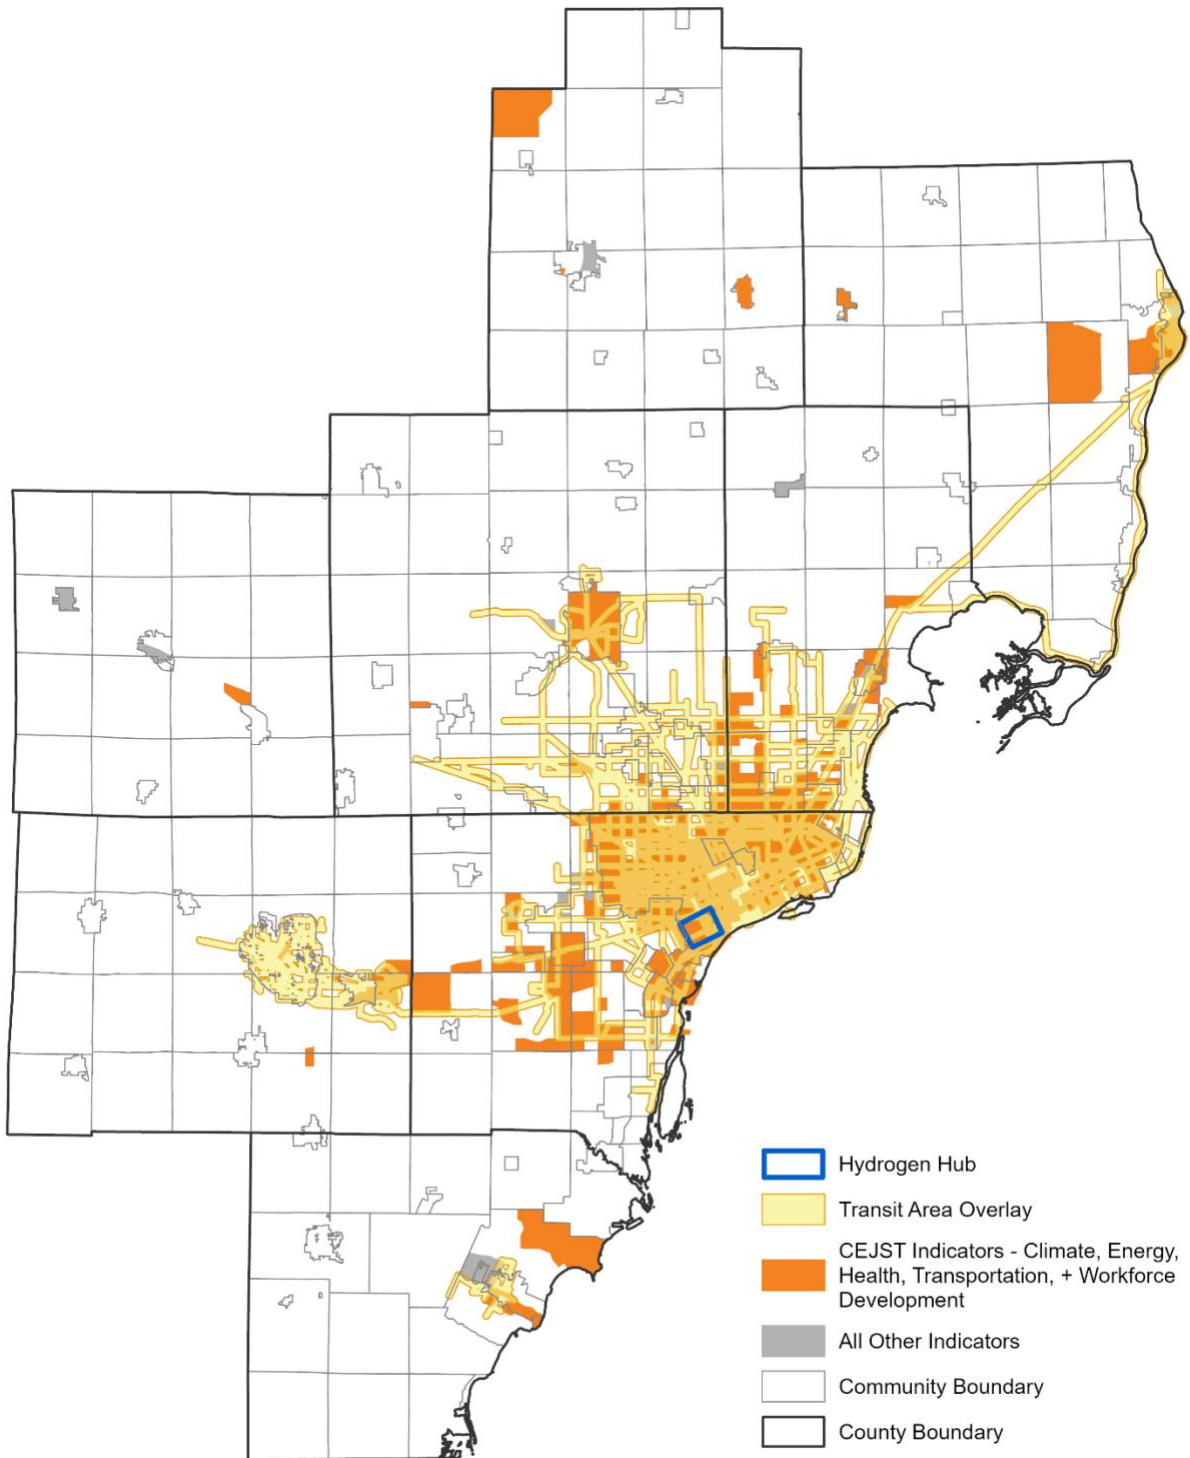 Hydrogen Hub
Transit Area Overlay
CEJST Indicators - Climate, Energy,
Health, Transportation, + Workforce
Development
All Other Indicators
Community Boundary
County Boundary